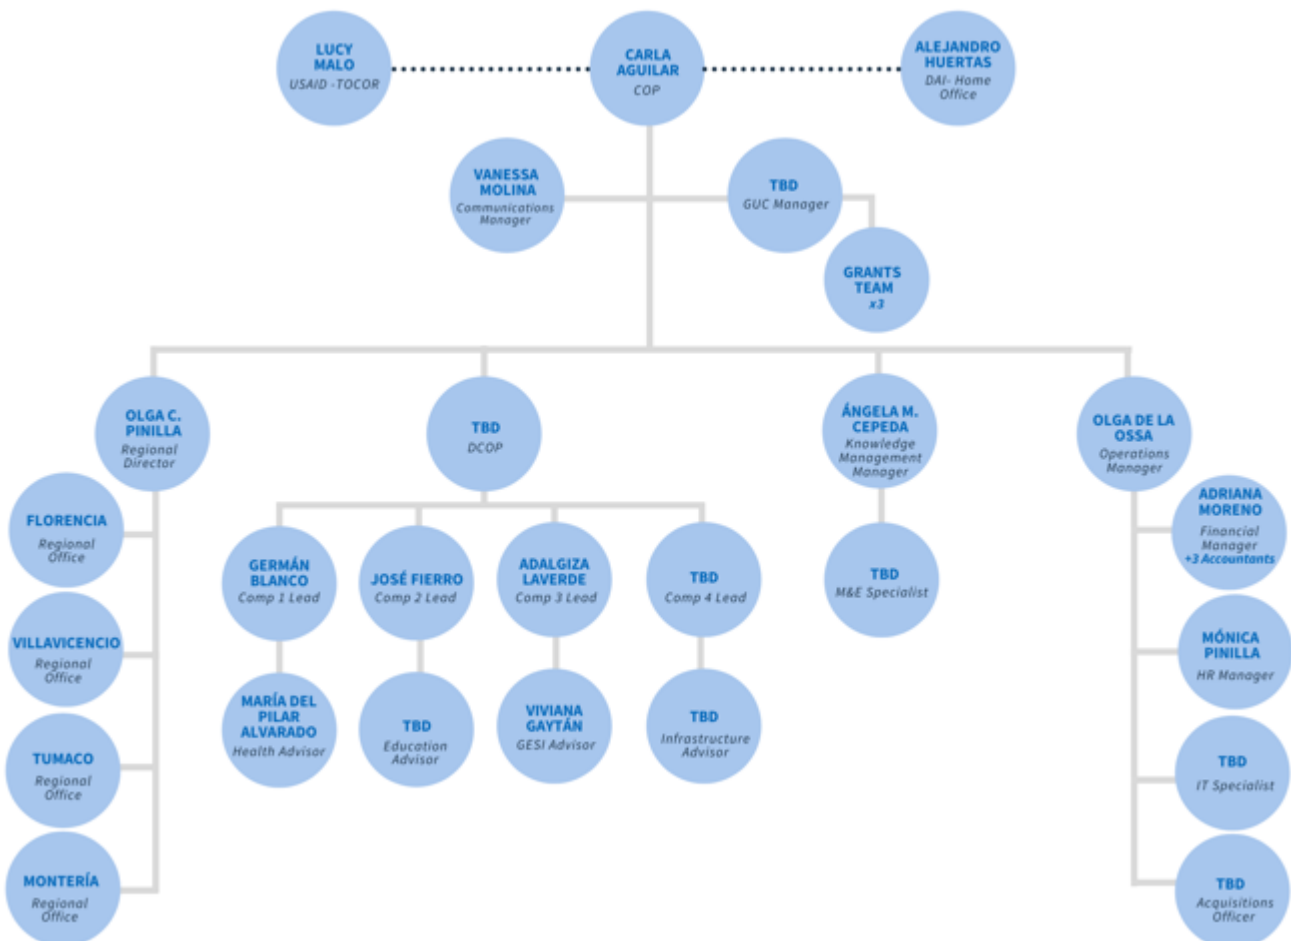 LUCY
MALO
USAID -TOCOR
CARLA
AGUILAR
COP
ALEJANDRO
HUERTAS
DAI- Home
Office
VANESSA
MOLINA
Communications
Manager
TBD
GUC Manager
GRANTS
TEAM
x3
OLGA C.
PINILLA
Regional
Director
TBD
DCOP
ÁNGELA M.
CEPEDA
Knowledge
Management
Manager
OLGA DE LA
OSSA
Operations
Manager
FLORENCIA
Regional
Office
VILLAVICENCIO
Regional
Office
TUMACO
Regional
Office
MONTERÍA
Regional
Office
GERMÁN
BLANCO
Comp 1 Lead
JOSÉ FIERRO
Comp 2 Lead
ADALGIZA
LAVERDE
Comp 3 Lead
TBD
Comp 4 Lead
MARÍA DEL
PILAR
ALVARADO
Health Advisor
TBD
Education
Advisor
VIVIANA
GAYTÁN
GESI Advisor
TBD
Infrastructure
Advisor
TBD
M&E Specialist
ADRIANA
MORENO
Financial
Manager
+3 Accountants
MÓNICA
PINILLA
HR Manager
TBD
IT Specialist
TBD
Acquisitions
Officer